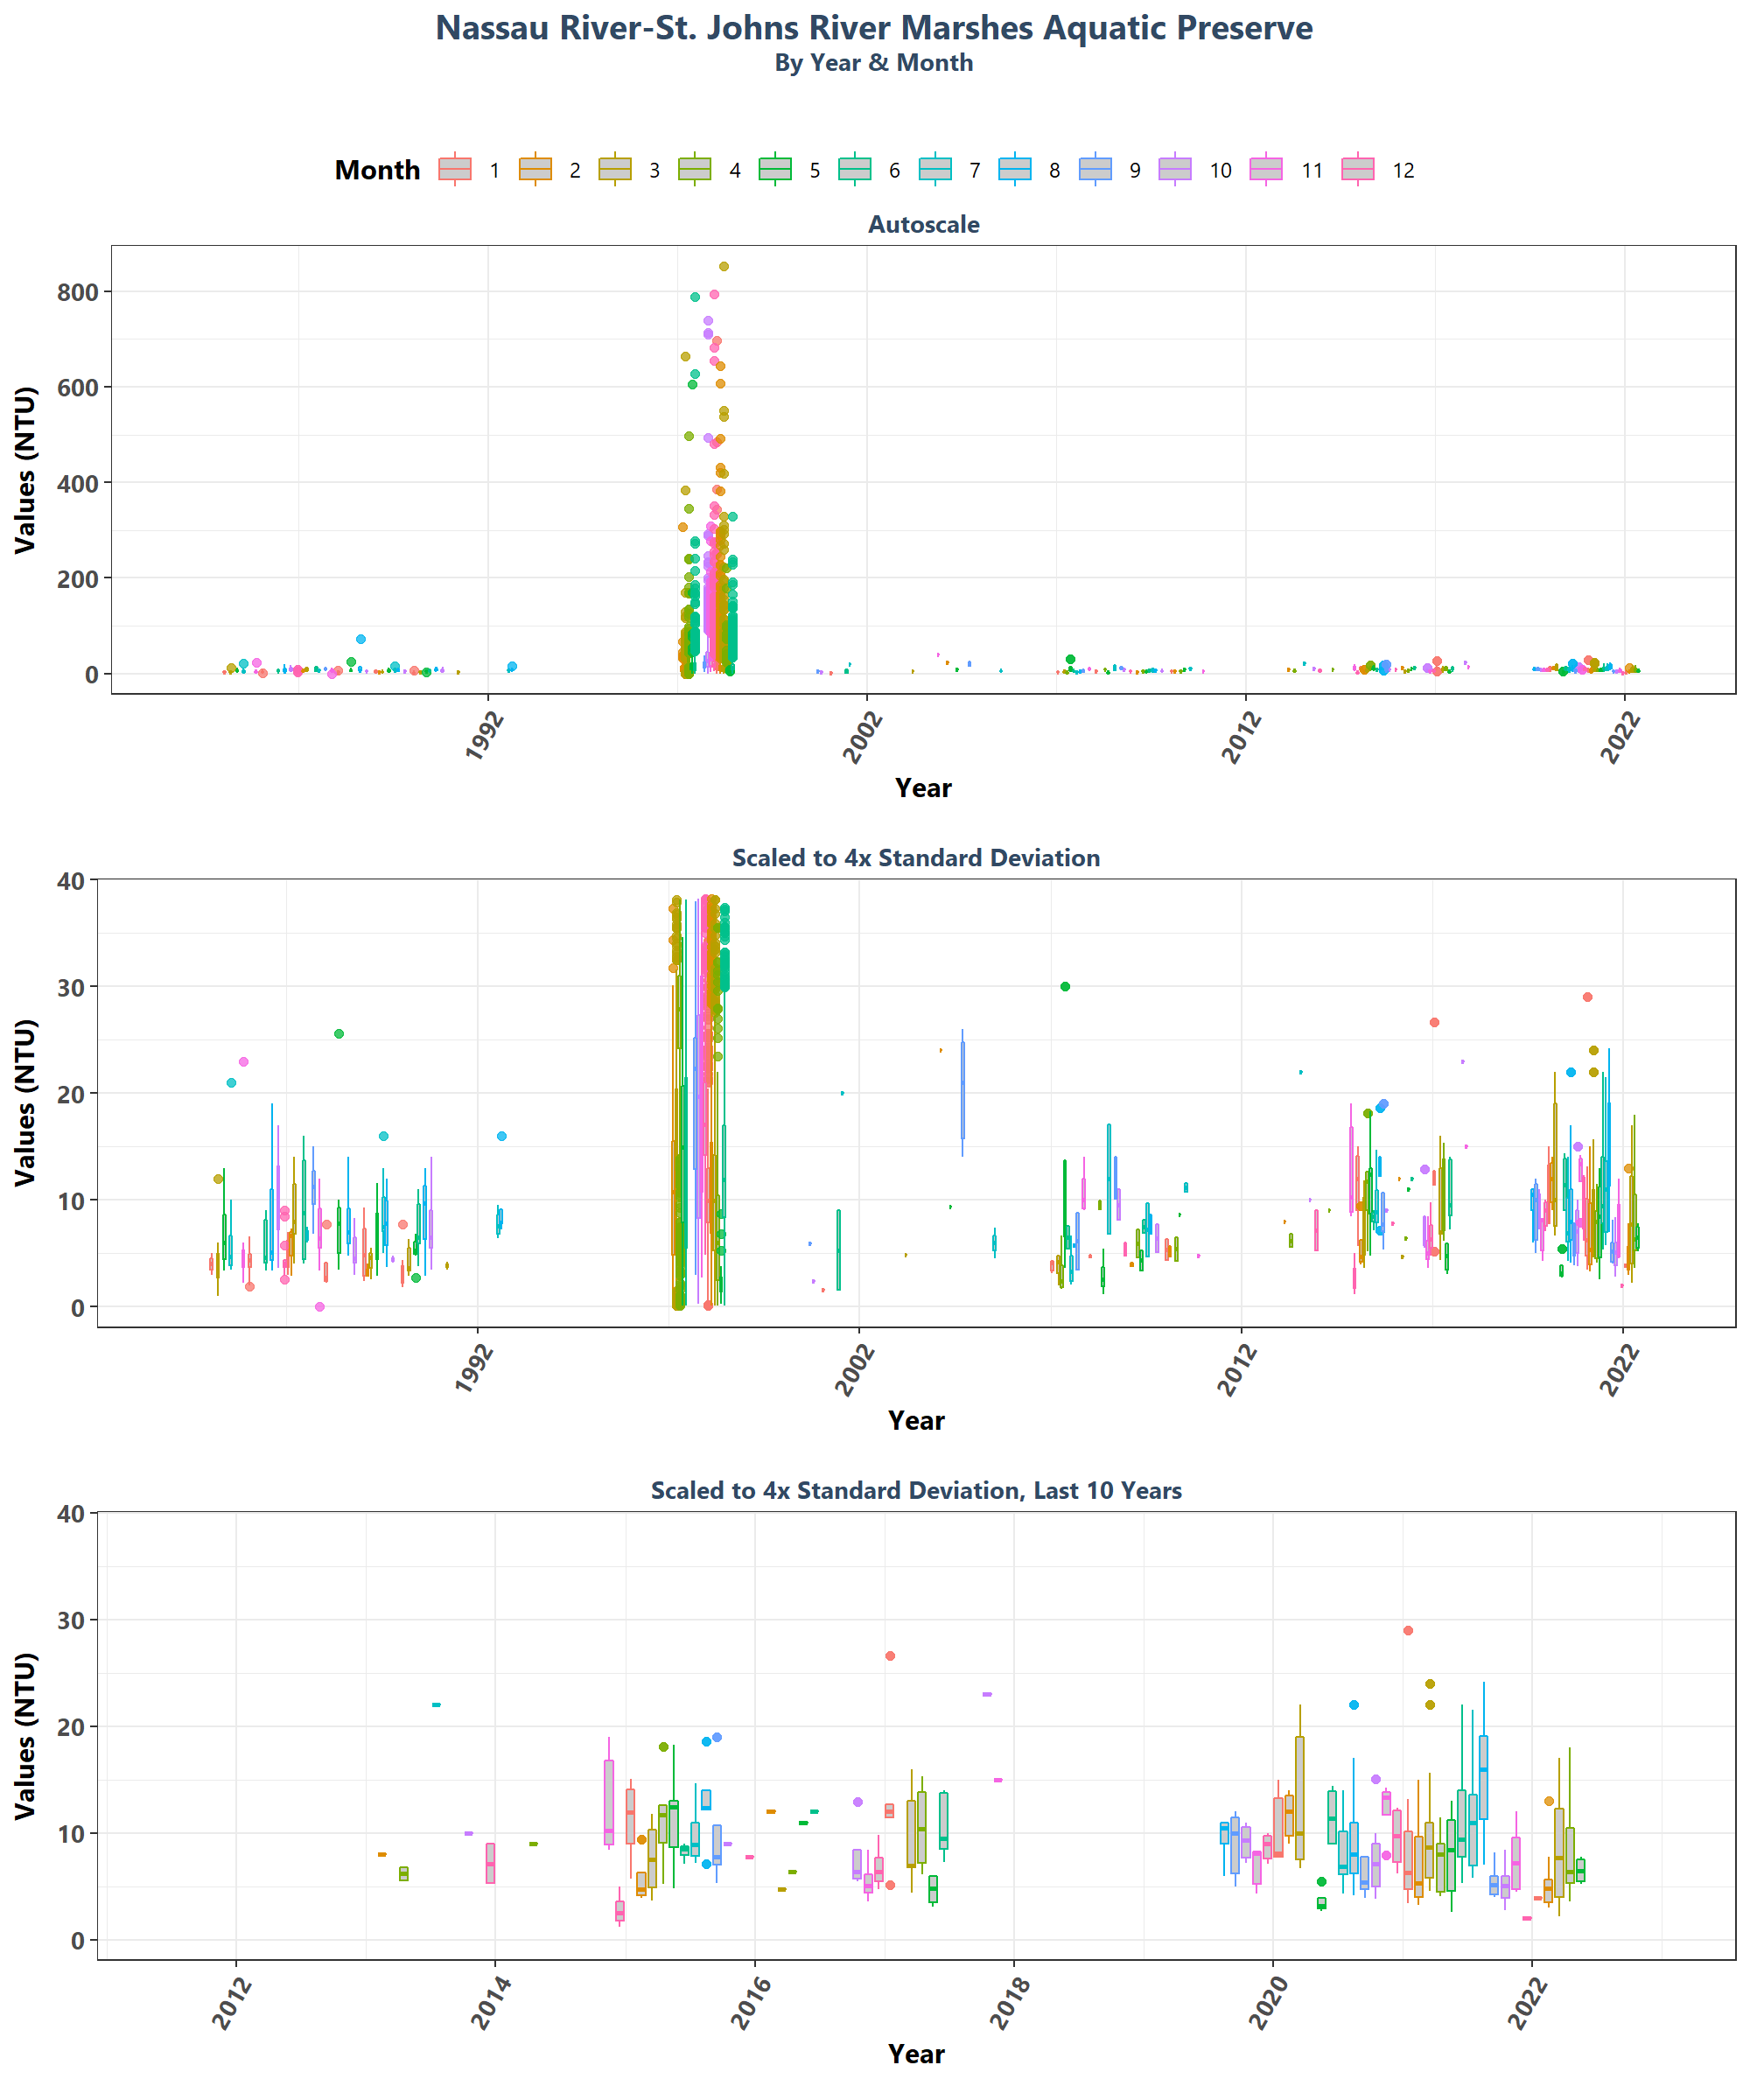 Nassau River-St. Johns River Marshes Aquatic Preserve
By Year & Month
Month 1 2 3 4 5 6 7 8 9 10 11 12
Autoscale
Values (NTU)
800
600
400
200
0
1992 2002 2012 2022
Year
Scaled to 4x Standard Deviation
Values (NTU)
40
30
20
10
0
1992 2002 2012 2022
Year
Scaled to 4x Standard Deviation, Last 10 Years
Values (NTU)
40
30
20
10
0
2012 2014 2016 2018 2020 2022
Year